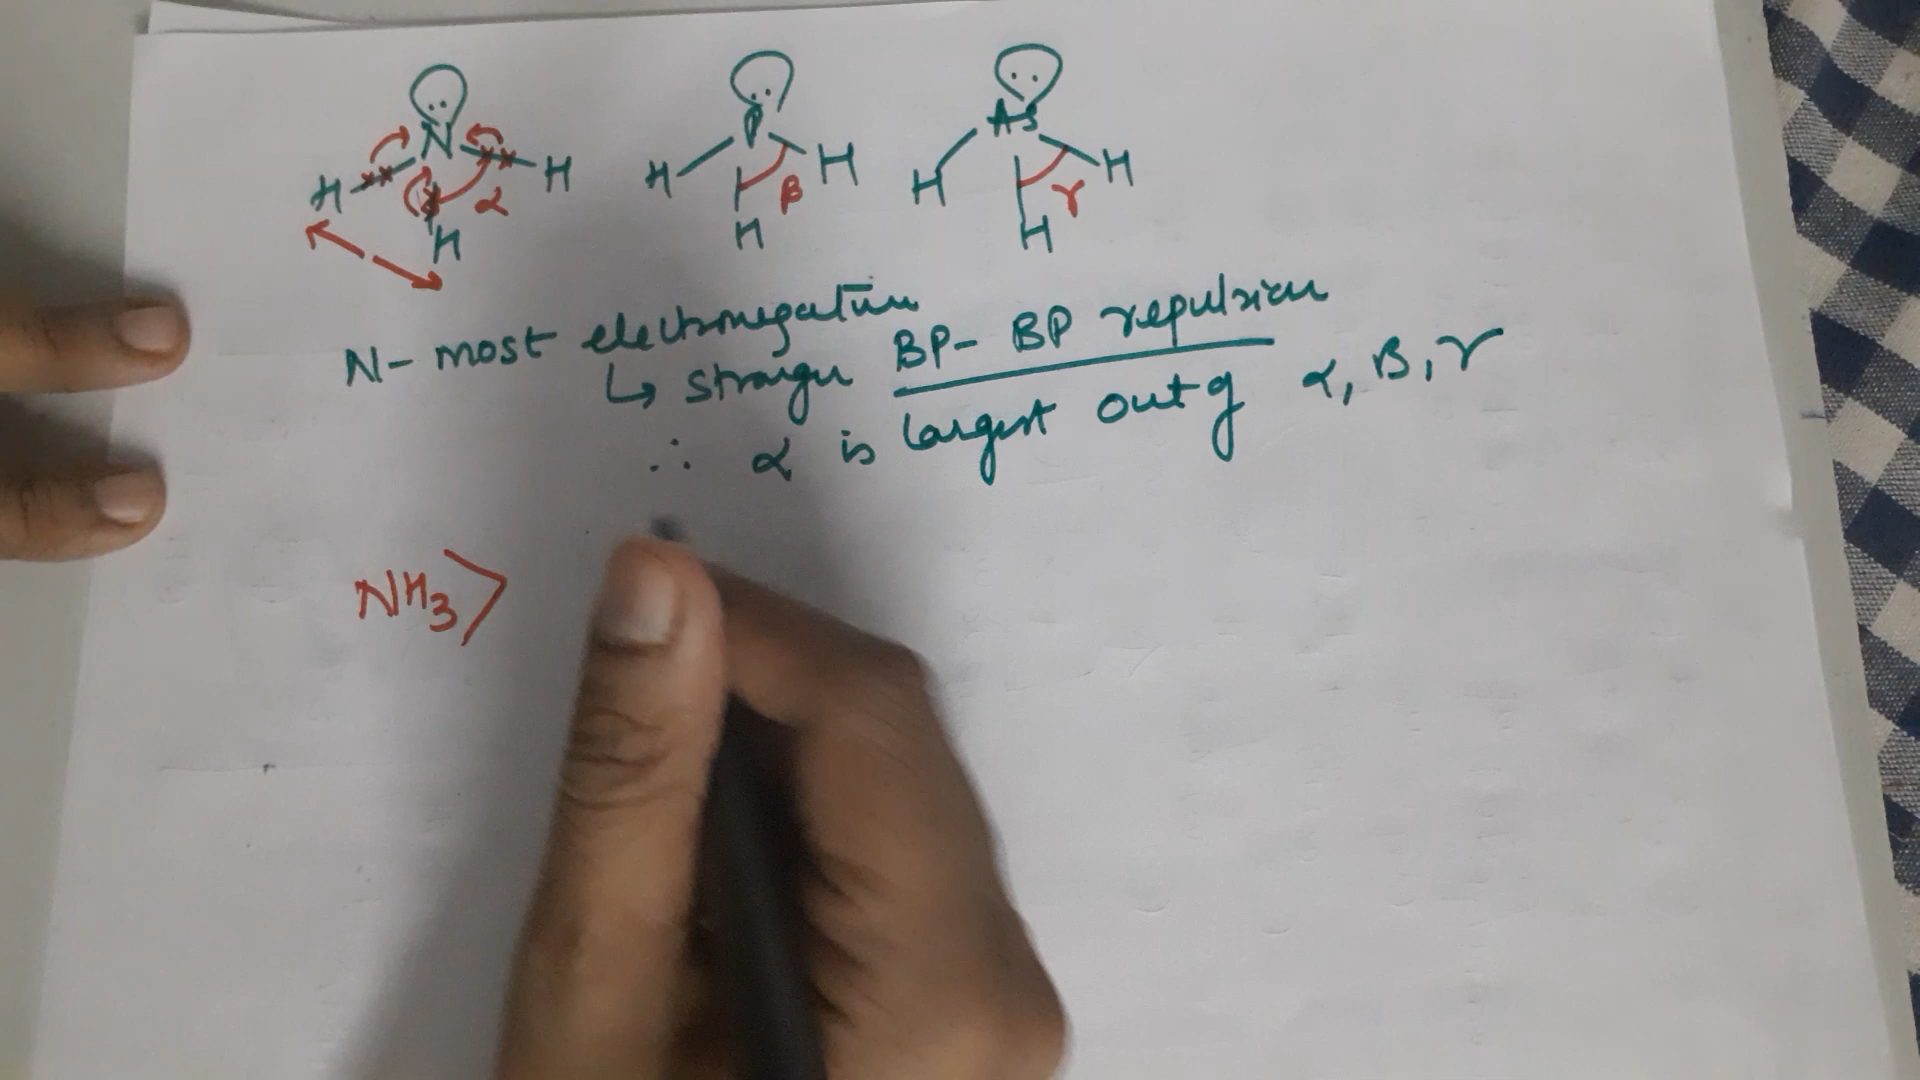 N P As
H H H H H H
α β γ
H H H
N- most electronegative
↳ stronger BP- BP repulsion
∴ α is largest out of α, β, γ
NH3 >